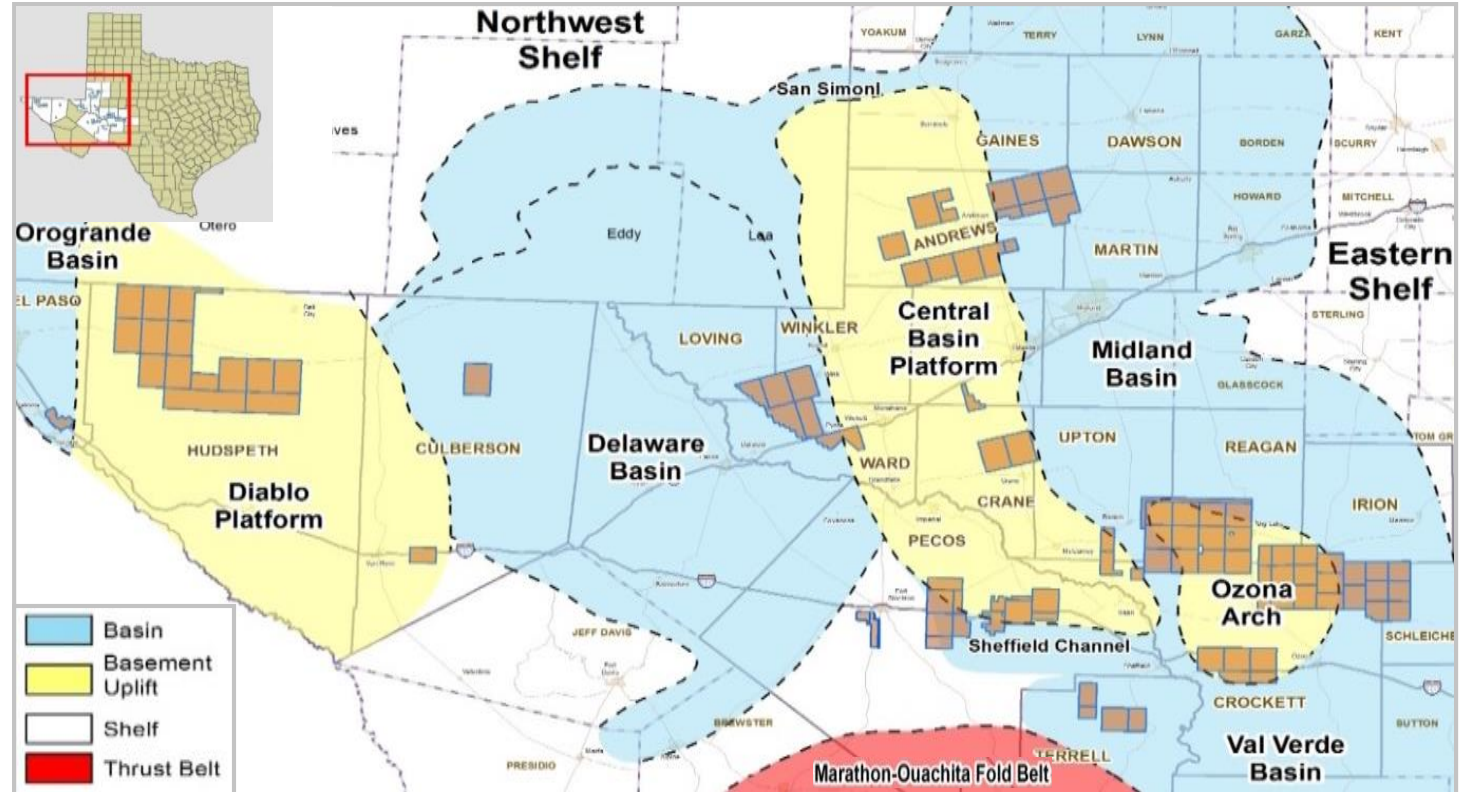 Northwest
Shelf
YOAKUM
TERRY
LYNN
GARZA
KENT
San Simonl
ves
GAINES
DAWSON
BORDEN
SCURRY
HOWARD
MITCHELL
Otero
Orogrande
Basin
Eddy
Lea
ANDREWS
MARTIN
Eastern
Shelf
EL PASO
Central
Basin
Platform
STERLING
LOVING
WINKLER
Midland
Basin
GLASSCOCK
HUDSPETH
CULBERSON
Delaware
Basin
WARD
UPTON
REAGAN
TOM GR
Diablo
Platform
CRANE
IRION
PECOS
Ozona
Arch
JEFF DAVIS
Sheffield Channel
SCHLEICHE
CROCKETT
BREWSTER
SUTTON
PRESIDIO
TERRELL
Val Verde
Basin
Marathon-Ouachita Fold Belt
Basin
Basement
Uplift
Shelf
Thrust Belt